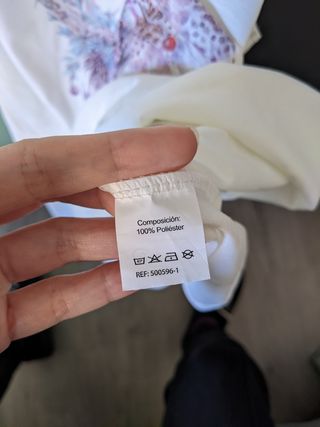 Composición:
100% Poliéster
REF: 500596-1